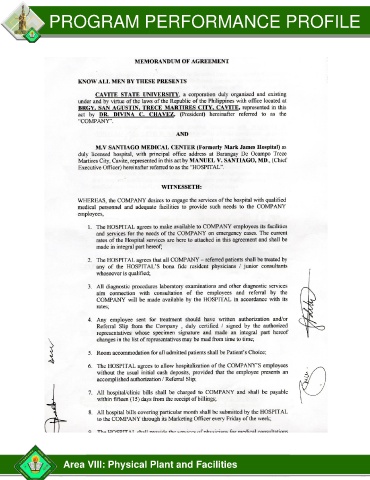 PROGRAM PERFORMANCE PROFILE
MEMORANDUM OF AGREEMENT
KNOW ALL MEN BY THESE PRESENTS
CAVITE STATE UNIVERSITY, a corporation duly organised and existing
under and by virtue of the laws of the Republic of the Philippines with office located at
BRGY. SAN AGUSTIN, TRECE MARTIRES CITY, CAVITE, represented in this
act by DR. DIVINA C. CHAVEZ, (President) hereinafter referred to as the
"COMPANY".
AND
M.V SANTIAGO MEDICAL CENTER (Formerly Mark James Hospital) a
duly licensed hospital, with principal office address at Barangay De Ocampo Trece
Martires City, Cavite, represented in this act by MANUEL V. SANTIAGO, MD., (Chief
Executive Officer) hereinafter referred to as the "HOSPITAL".
WITNESSETH:
WHEREAS, the COMPANY desires to engage the services of the hospital with qualified
medical personnel and adequate facilities to provide such needs to the COMPANY
employees,
1. The HOSPITAL agrees to make available to COMPANY employees its facilities
and services for the needs of the COMPANY on emergency cases. The current
rates of the Hospital services are here to attached in this agreement and shall be
made in integral part hereof;
2. The HOSPITAL agrees that all COMPANY – referred patients shall be treated by
any of the HOSPITAL'S bona fide resident physicians / junior consultants
whosoever is qualified;
3. All diagnostic procedures laboratory examinations and other diagnostic services
aim connection with consultation of the employees and referral by the
COMPANY will be made available by the HOSPITAL in accordance with its
rates;
4. Any employee sent for treatment should have written authorization and/or
Referral Slip from the Company , duly certified / signed by the authorized
representatives whose specimen signature and made an integral part hereof
changes in the list of representatives may be mad from time to time;
5. Room accommodation for all admitted patients shall be Patient's Choice;
6. The HOSPITAL agrees to allow hospitalization of the COMPANY'S employees
without the usual initial cash deposits, provided that the employee presents an
accomplished authorization / Referral Slip;
7. All hospital/clinic bills shall be charged to COMPANY and shall be payable
within fifteen (15) days from the receipt of billings;
8. All hospital bills covering particular month shall be submitted by the HOSPITAL
to the COMPANY through its Marketing Officer every Friday of the week;
9. The HOSPITAL shall provide the services of physicians for medical consultations
Area VIII: Physical Plant and Facilities